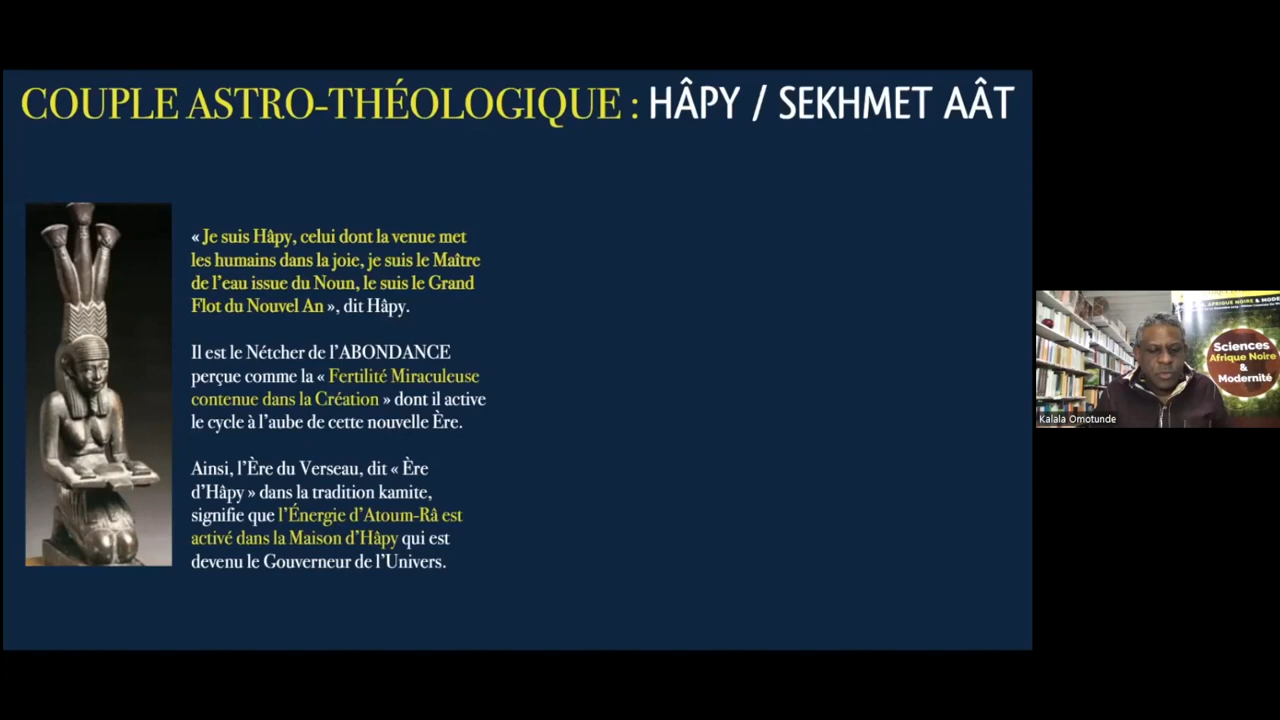 COUPLE ASTRO-THÉOLOGIQUE : HÂPY / SEKHMET AÂT
« Je suis Hâpy, celui dont la venue met
les humains dans la joie, je suis le Maître
de l'eau issue du Noun, le suis le Grand
Flot du Nouvel An », dit Hâpy.
Il est le Nétcher de l'ABONDANCE
perçue comme la « Fertilité Miraculeuse
contenue dans la Création » dont il active
le cycle à l'aube de cette nouvelle Ère.
Ainsi, l'Ère du Verseau, dit « Ère
d'Hâpy » dans la tradition kamite,
signifie que l'Énergie d'Atoum-Râ est
activé dans la Maison d'Hâpy qui est
devenu le Gouverneur de l'Univers.
AFRIQUE NOIRE &
Sciences
Afrique Noire
&
Modernité
Kalala Omotunde